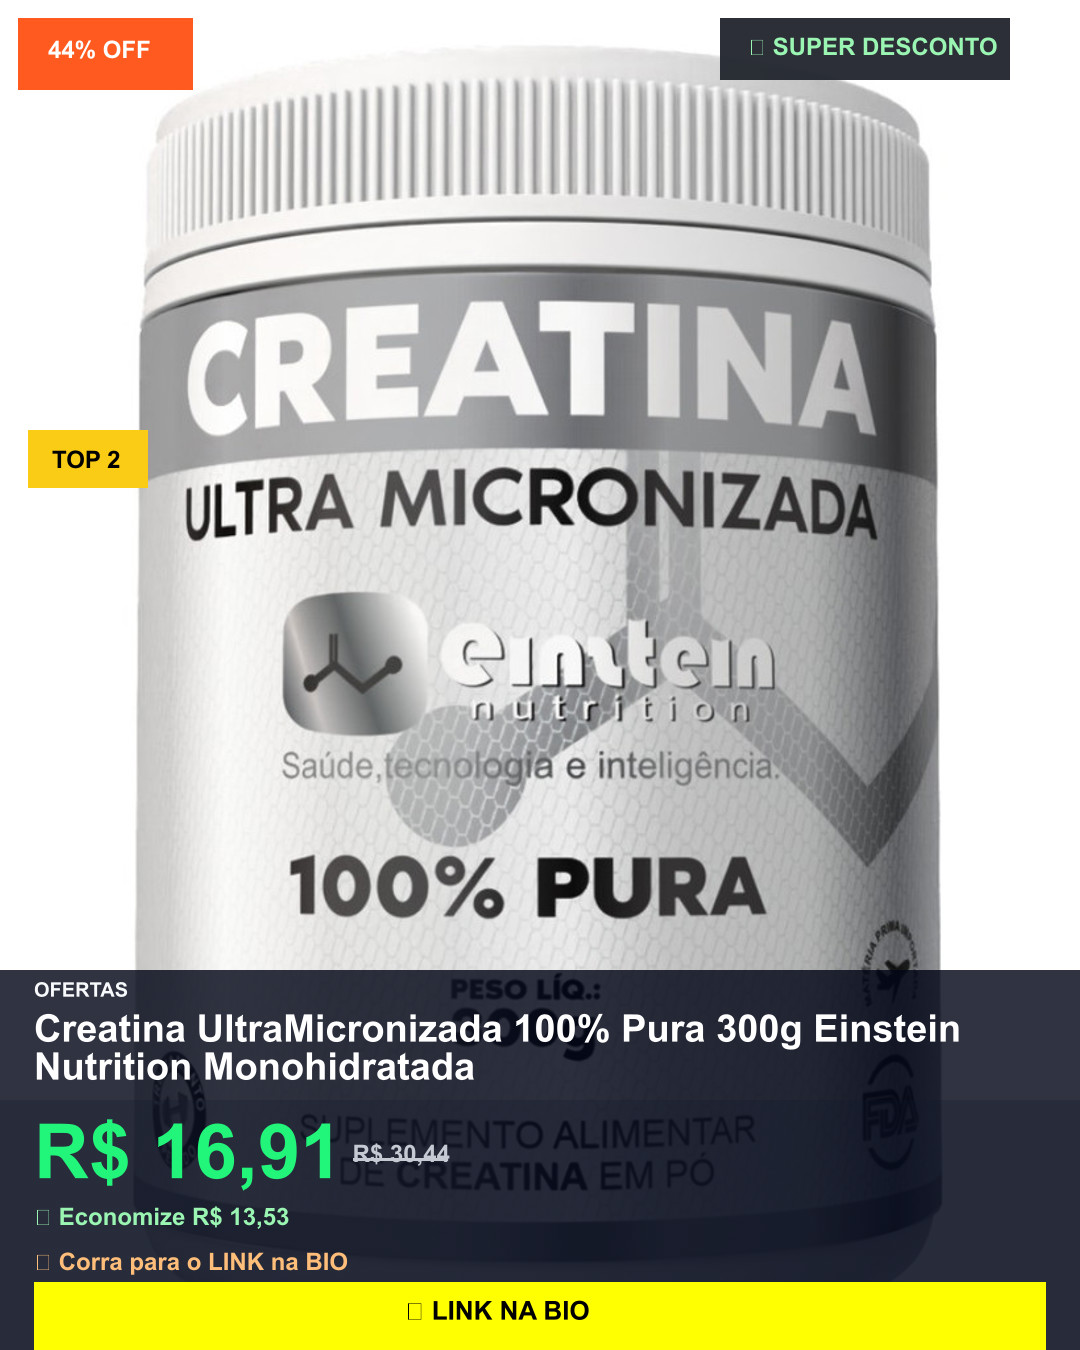 44% OFF
SUPER DESCONTO
CREATINA
TOP 2
ULTRA MICRONIZADA
einstein
nutrition
Saúde,tecnologia e inteligência.
100% PURA
PESO LÍQ.:
300g
OFERTAS
Creatina UltraMicronizada 100% Pura 300g Einstein
Nutrition Monohidratada
FDA
SUPLEMENTO ALIMENTAR
DE CREATINA EM PÓ
R$ 16,91 R$ 30,44
Economize R$ 13,53
Corra para o LINK na BIO
LINK NA BIO